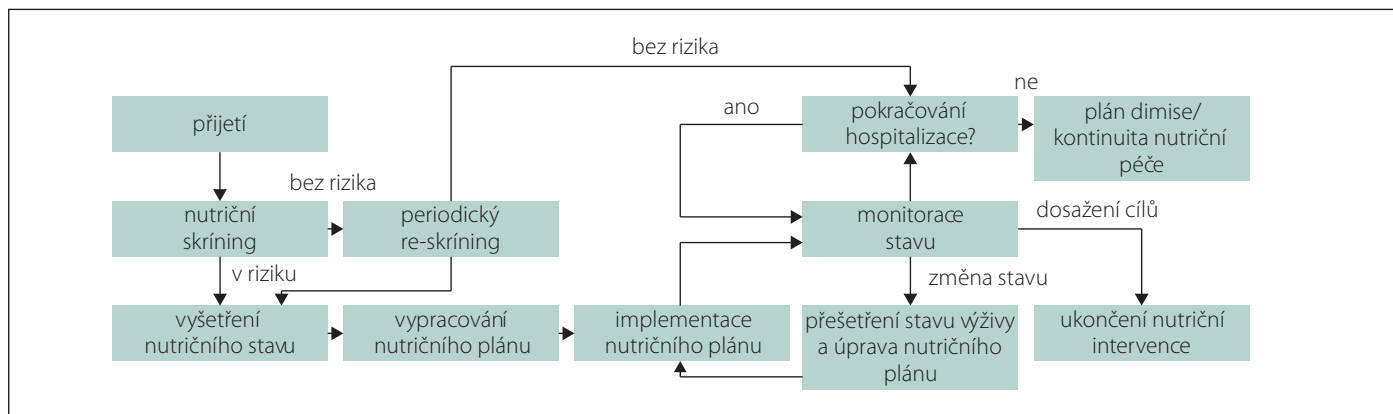 bez rizika
ne
ano
pokračování
hospitalizace?
plán dimise/
kontinuita nutriční
péče
přijetí
bez rizika
nutriční
skríning
periodický
re-skríning
monitorace
stavu
dosažení cílů
v riziku
změna stavu
vyšetření
nutričního stavu
vypracování
nutričního plánu
implementace
nutričního plánu
přešetření stavu výživy
a úprava nutričního
plánu
ukončení nutriční
intervence